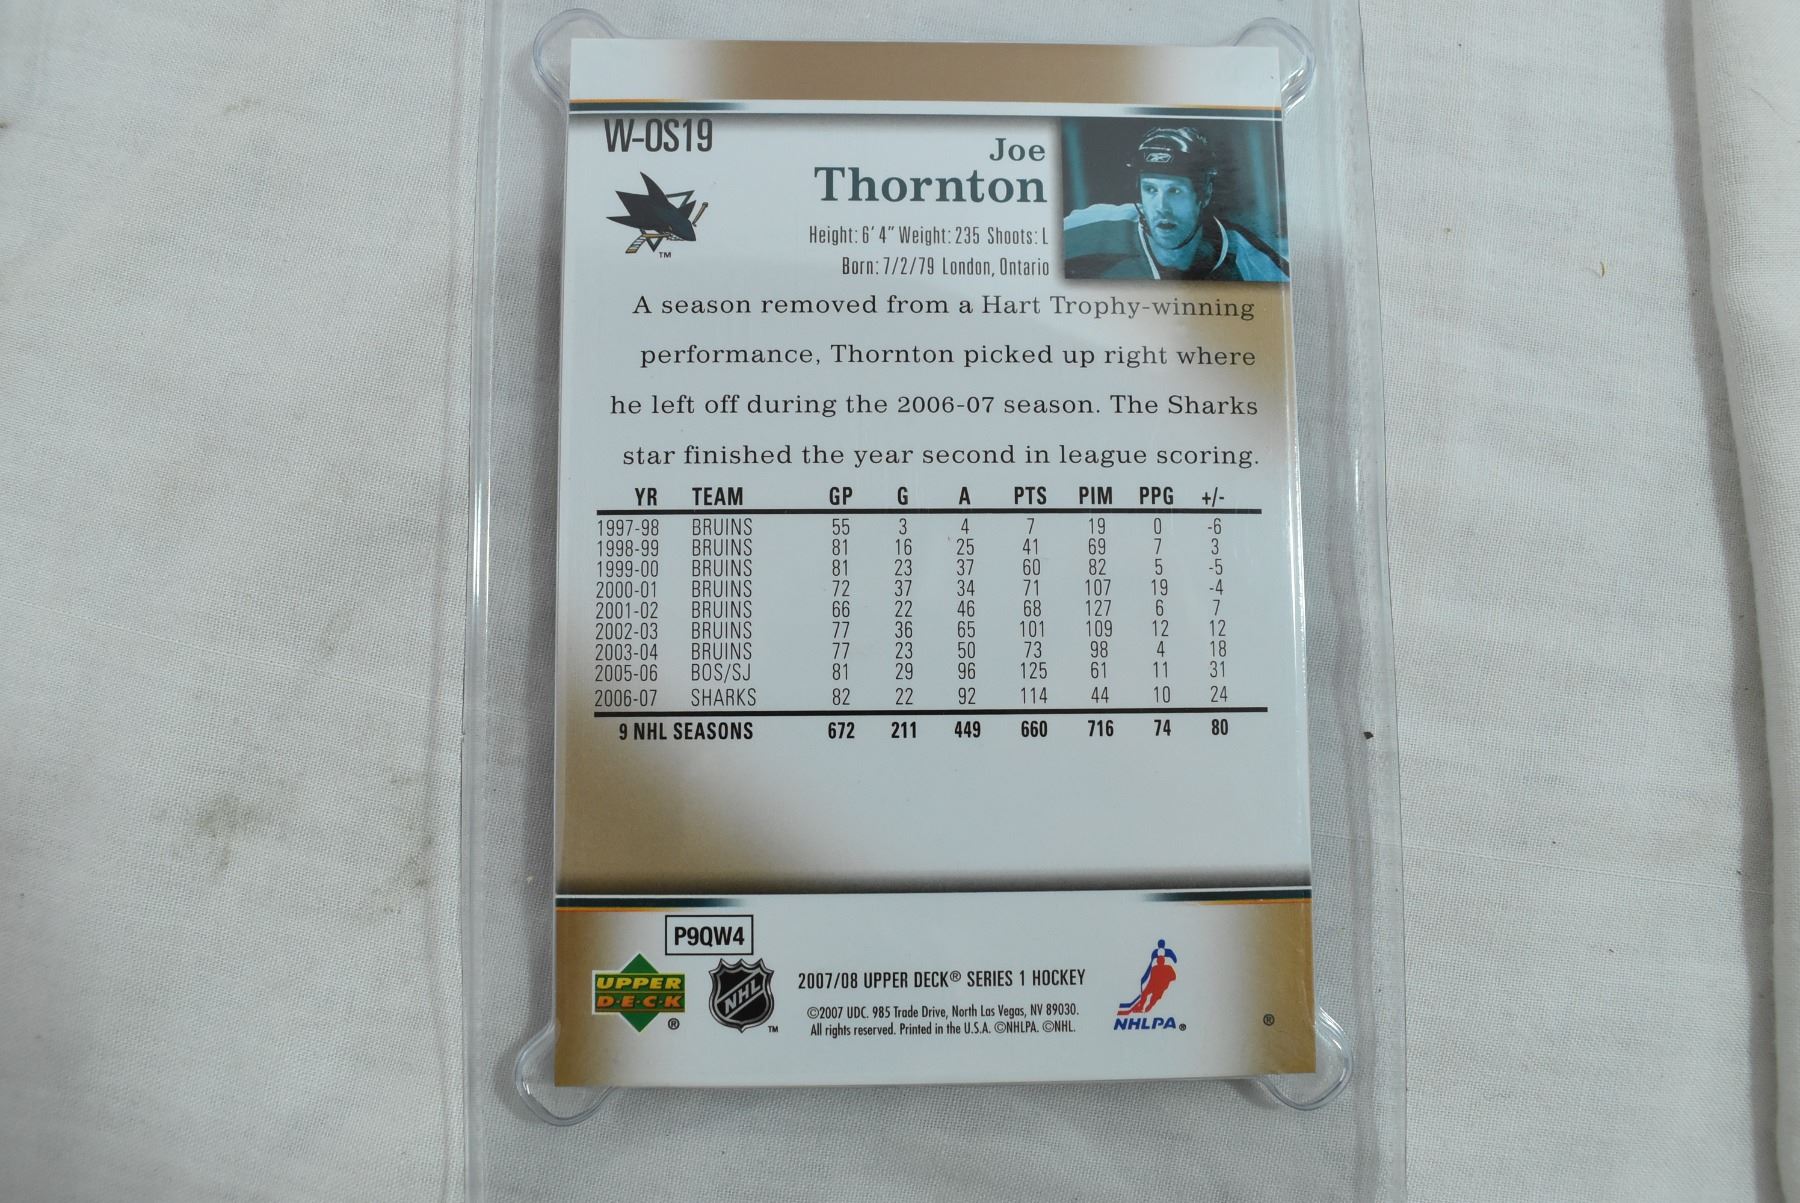 W-OS19
Joe
Thornton
Height: 6' 4" Weight: 235 Shoots: L
Born: 7/2/79 London, Ontario
TM
A season removed from a Hart Trophy-winning
performance, Thornton picked up right where
he left off during the 2006-07 season. The Sharks
star finished the year second in league scoring.
YR TEAM GP G A PTS PIM PPG +/-
1997-98 BRUINS 55 3 4 7 19 0 -6
1998-99 BRUINS 81 16 25 41 69 7 3
1999-00 BRUINS 81 23 37 60 82 5 -5
2000-01 BRUINS 72 37 34 71 107 19 -4
2001-02 BRUINS 66 22 46 68 127 6 7
2002-03 BRUINS 77 36 65 101 109 12 12
2003-04 BRUINS 77 23 50 73 98 4 18
2005-06 BOS/SJ 81 29 96 125 61 11 31
2006-07 SHARKS 82 22 92 114 44 10 24
9 NHL SEASONS 672 211 449 660 716 74 80
P9QW4
UPPER
D·E·C·K
®
NHL
TM
2007/08 UPPER DECK® SERIES 1 HOCKEY
©2007 UDC. 985 Trade Drive, North Las Vegas, NV 89030.
All rights reserved. Printed in the U.S.A. ©NHLPA. ©NHL.
NHLPA®
®